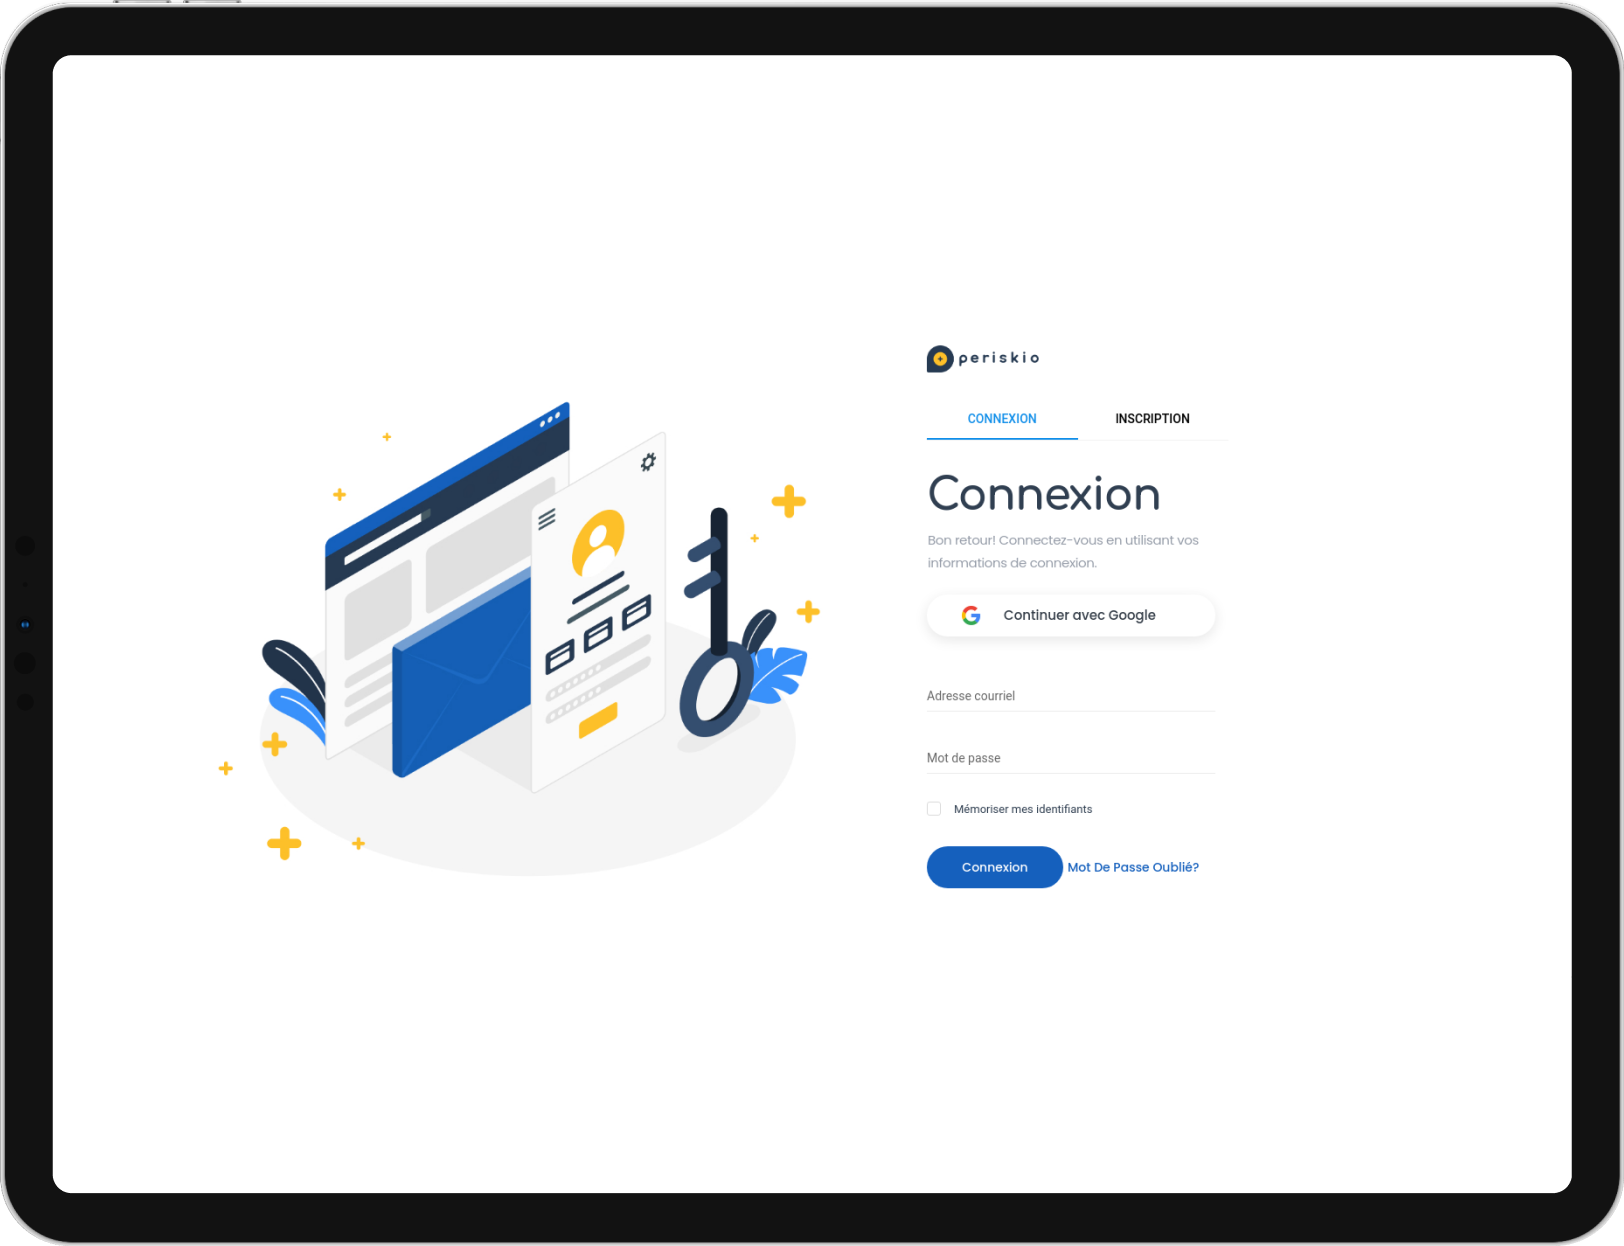 periskio
CONNEXION INSCRIPTION
Connexion
Bon retour! Connectez-vous en utilisant vos
informations de connexion.
Continuer avec Google
Adresse courriel
Mot de passe
Mémoriser mes identifiants
Connexion Mot De Passe Oublié?